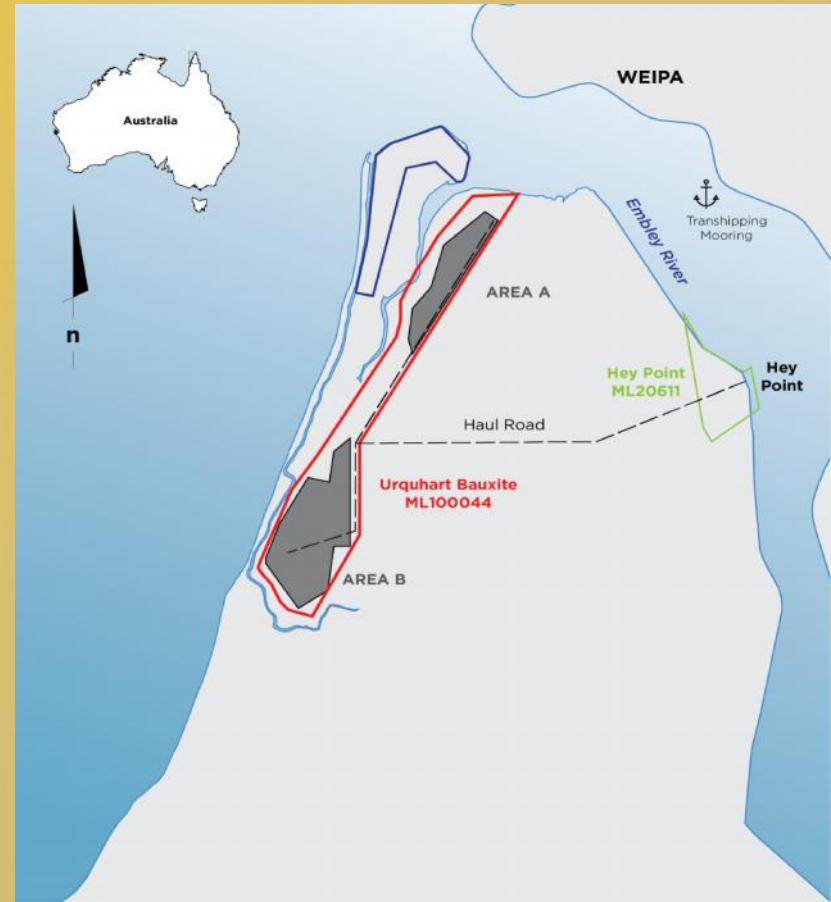 WEIPA
Australia
Transhipping
Mooring
Embley River
AREA A
Hey Point
ML20611
Hey
Point
n
Haul Road
Urquhart Bauxite
ML100044
AREA B